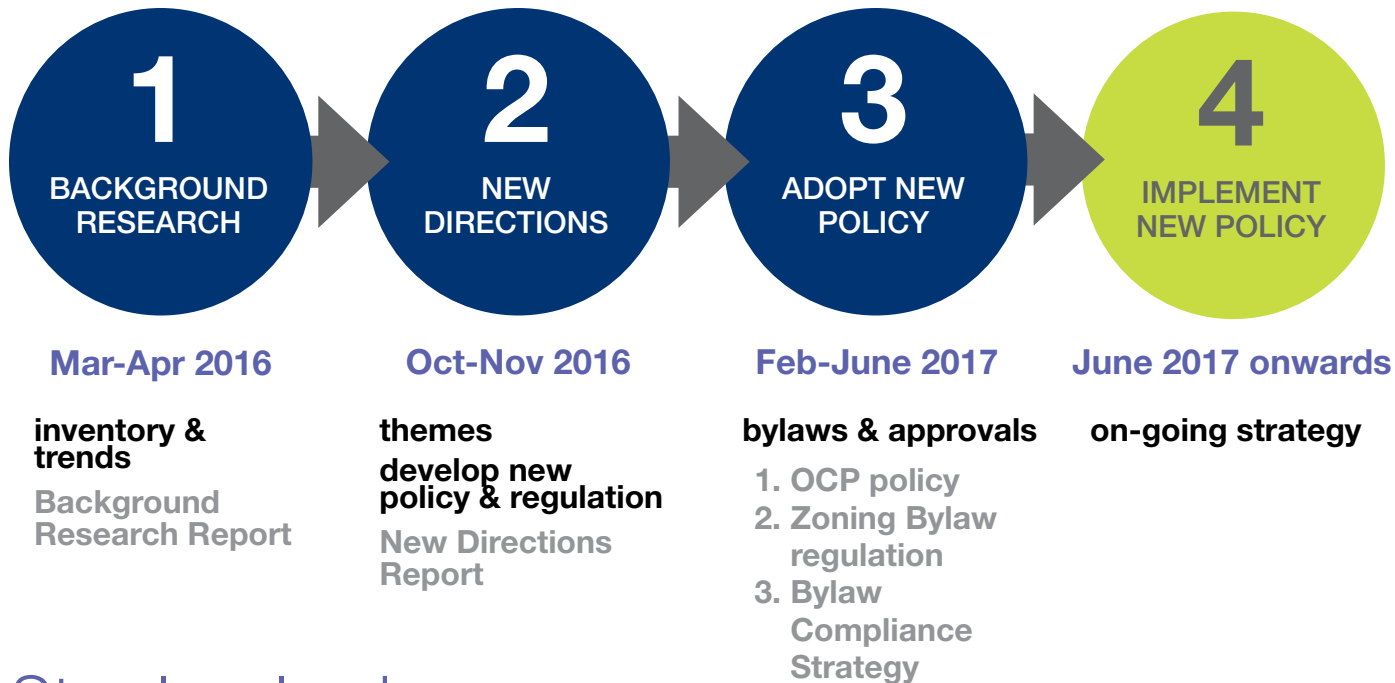 1
BACKGROUND
RESEARCH
2
NEW
DIRECTIONS
3
ADOPT NEW
POLICY
4
IMPLEMENT
NEW POLICY
Mar-Apr 2016
inventory &
trends
Background
Research Report
Oct-Nov 2016
themes
develop new
policy & regulation
New Directions
Report
Feb-June 2017
bylaws & approvals
1. OCP policy
2. Zoning Bylaw
regulation
3. Bylaw
Compliance
Strategy
June 2017 onwards
on-going strategy